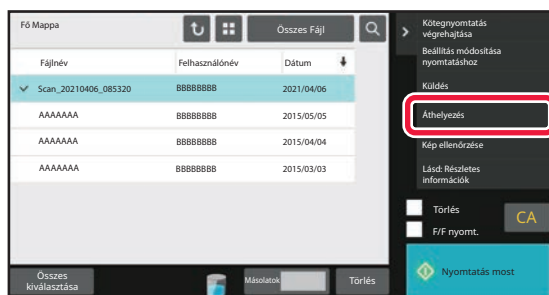 Fő Mappa
Összes Fájl
Fájlnév Felhasználónév Dátum
Scan_20210406_085320 BBBBBBBB 2021/04/06
AAAAAAA BBBBBBBB 2015/05/05
AAAAAAA BBBBBBBB 2015/04/04
AAAAAAA BBBBBBBB 2015/03/03
Összes
kiválasztása
Másolatok
Törlés
Kötegnyomtatás
végrehajtása
Beállítás módosítása
nyomtatáshoz
Küldés
Áthelyezés
Kép ellenőrzése
Lásd: Részletes
információk
Törlés
F/F nyomt.
CA
Nyomtatás most